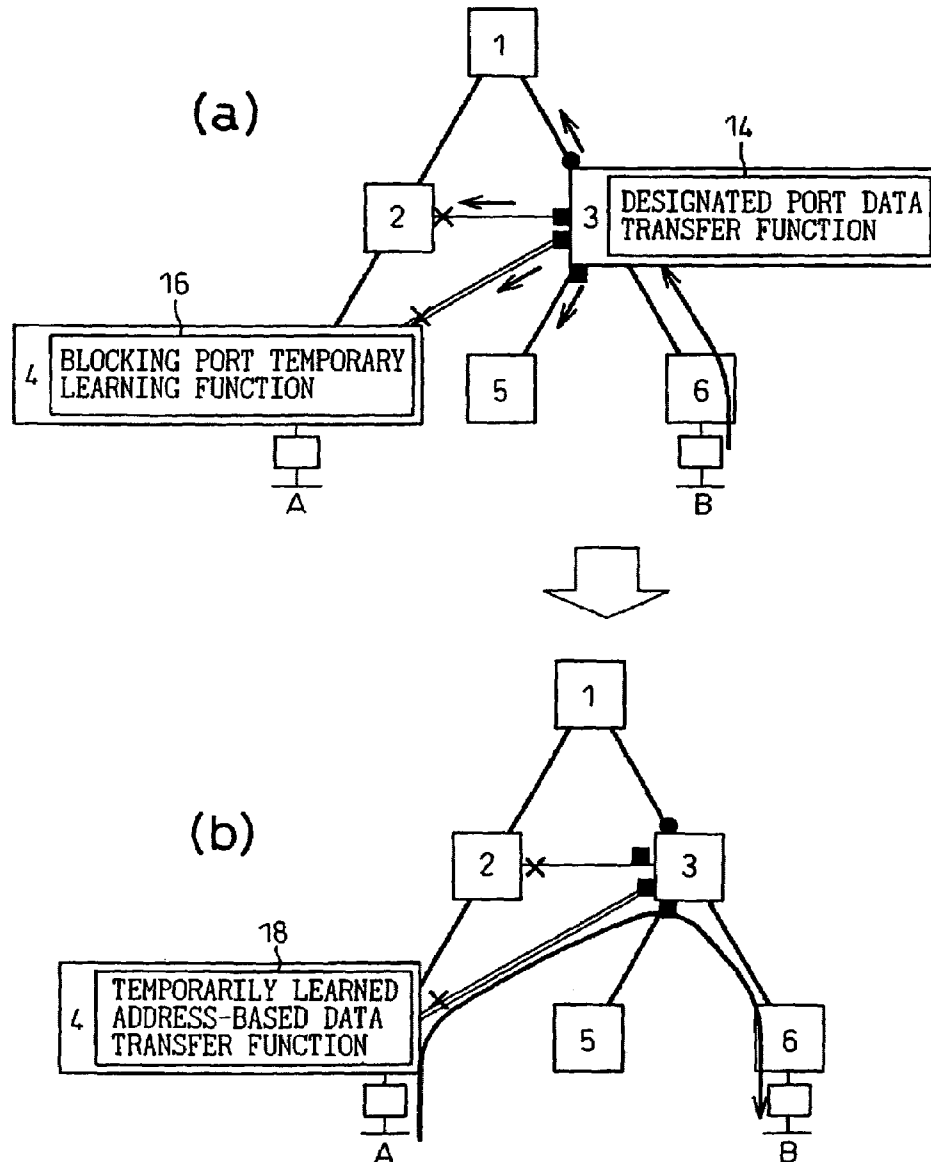 1
(a)
14
2
3
DESIGNATED PORT DATA
TRANSFER FUNCTION
16
4
BLOCKING PORT TEMPORARY
LEARNING FUNCTION
5
6
A
B
1
(b)
2
3
18
4
TEMPORARILY LEARNED
ADDRESS-BASED DATA
TRANSFER FUNCTION
5
6
A
B